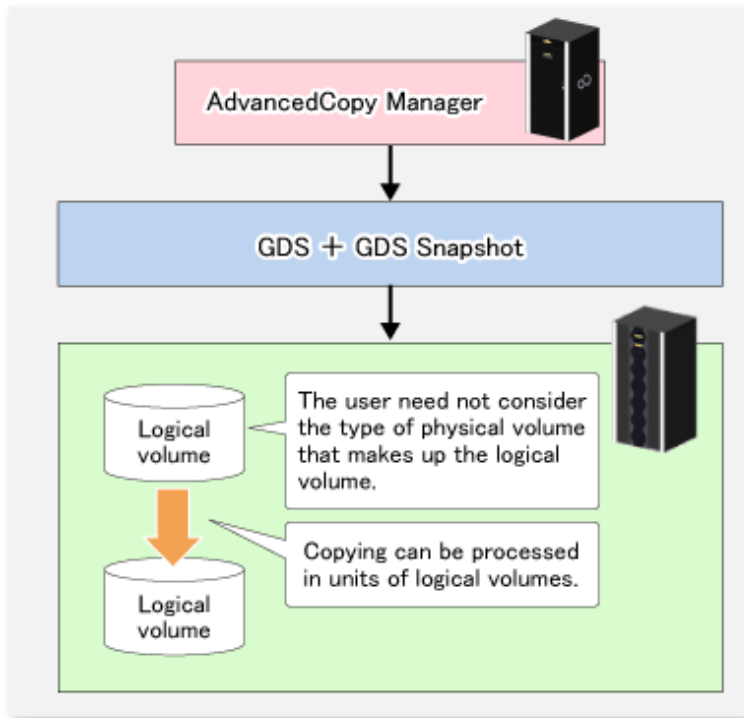 AdvancedCopy Manager
GDS + GDS Snapshot
Logical
volume
The user need not consider
the type of physical volume
that makes up the logical
volume.
Copying can be processed
in units of logical volumes.
Logical
volume